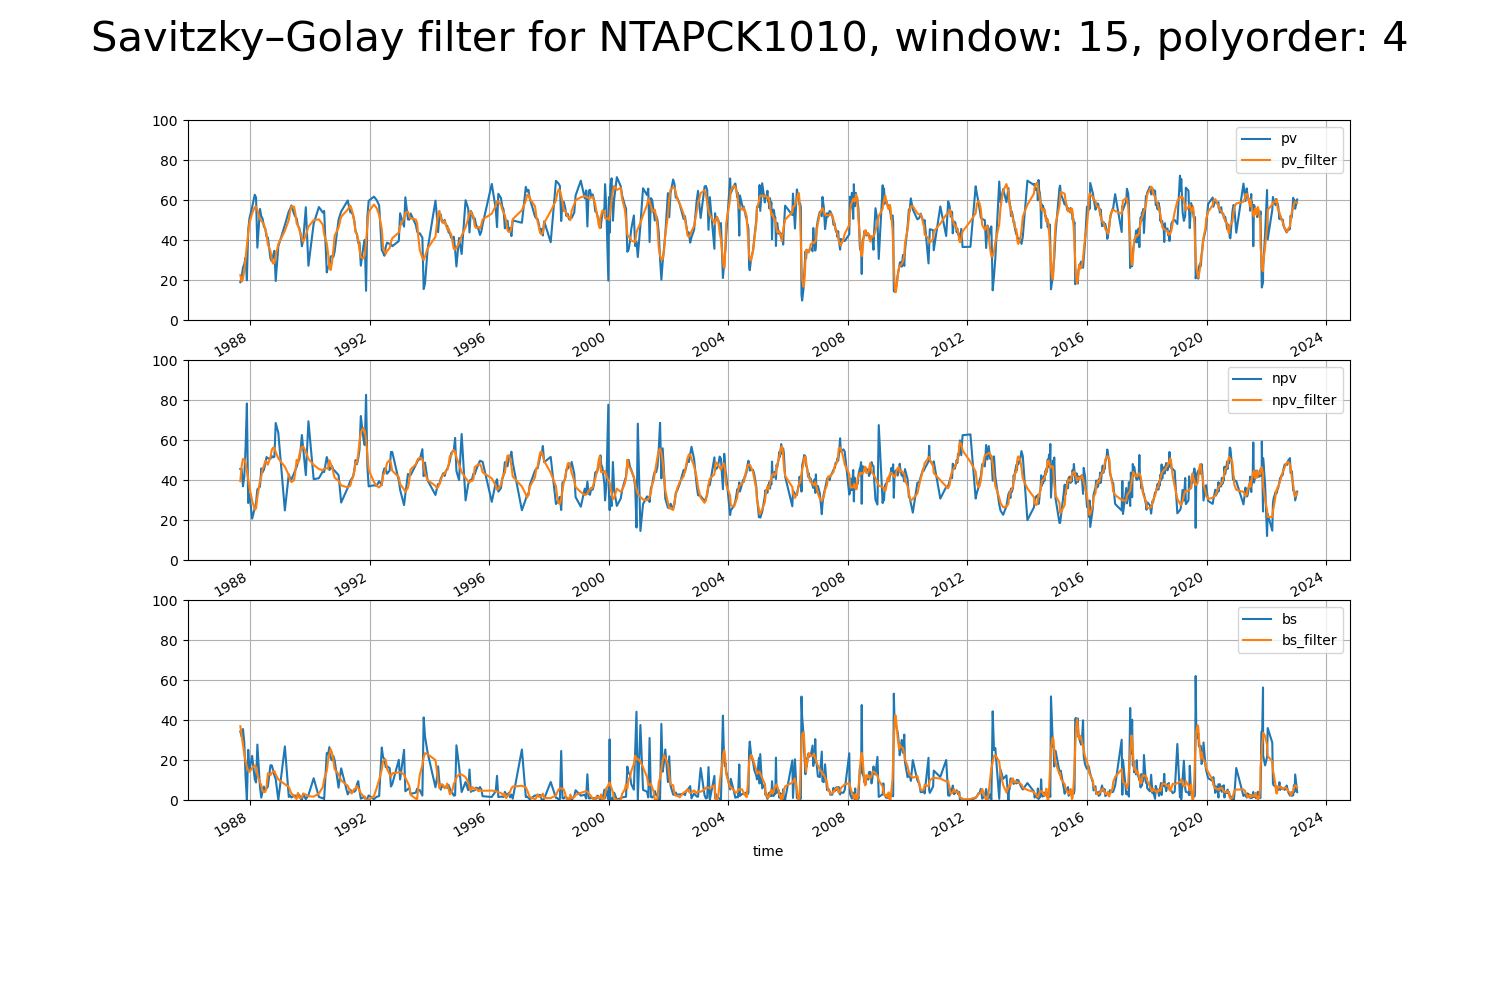 Savitzky–Golay filter for NTAPCK1010, window: 15, polyorder: 4
100
80
60
40
20
0
pv
pv_filter
1988 1992 1996 2000 2004 2008 2012 2016 2020 2024
100
80
60
40
20
0
npv
npv_filter
1988 1992 1996 2000 2004 2008 2012 2016 2020 2024
100
80
60
40
20
0
bs
bs_filter
1988 1992 1996 2000 2004 2008 2012 2016 2020 2024
time